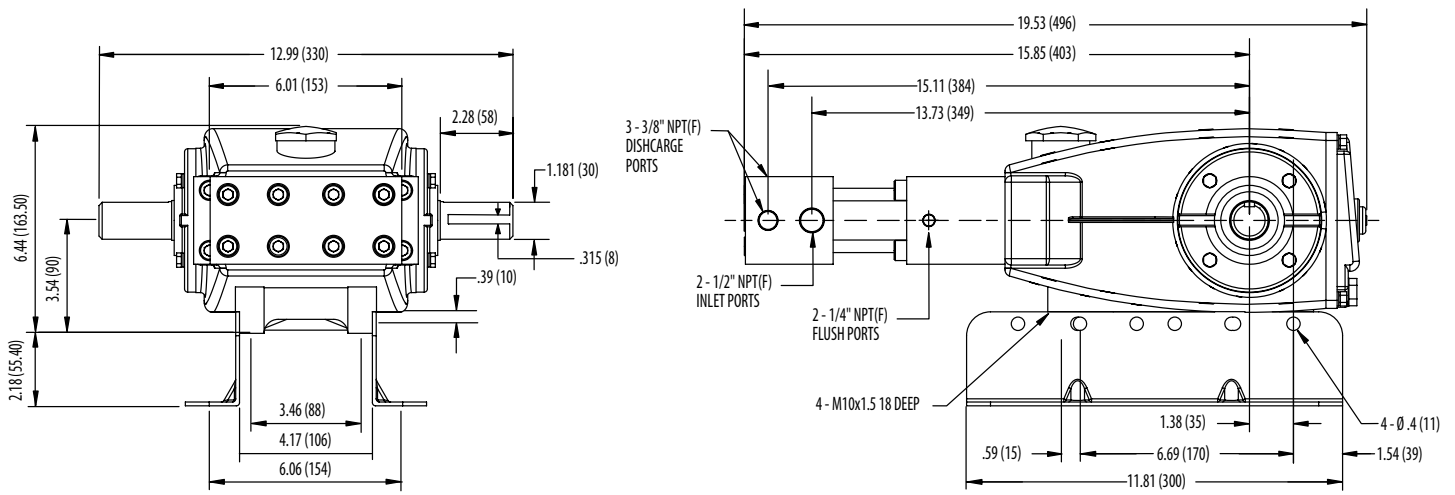 12.99 (330)
6.01 (153)
2.28 (58)
1.181 (30)
.315 (8)
.39 (10)
6.44 (163.50)
3.54 (90)
2.18 (55.40)
3.46 (88)
4.17 (106)
6.06 (154)
19.53 (496)
15.85 (403)
15.11 (384)
13.73 (349)
3 - 3/8" NPT(F)
DISHCARGE
PORTS
2 - 1/2" NPT(F)
INLET PORTS
2 - 1/4" NPT(F)
FLUSH PORTS
4 - M10x1.5 18 DEEP
1.38 (35)
4 - Ø .4 (11)
.59 (15)
6.69 (170)
1.54 (39)
11.81 (300)